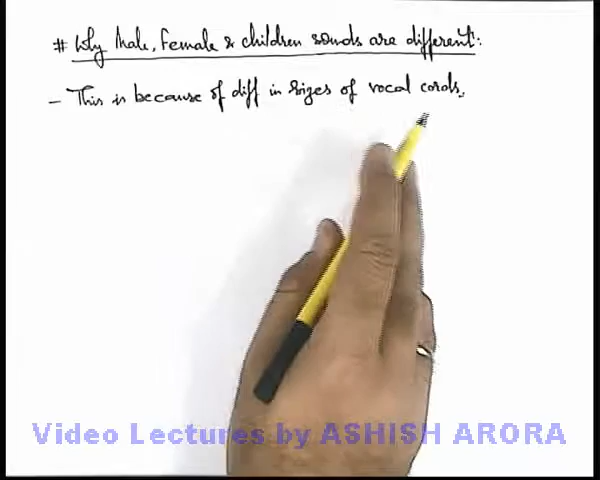 # Why Male, Female & children sounds are different:
- This is because of diff in sizes of vocal cords,
Video Lectures by ASHISH ARORA